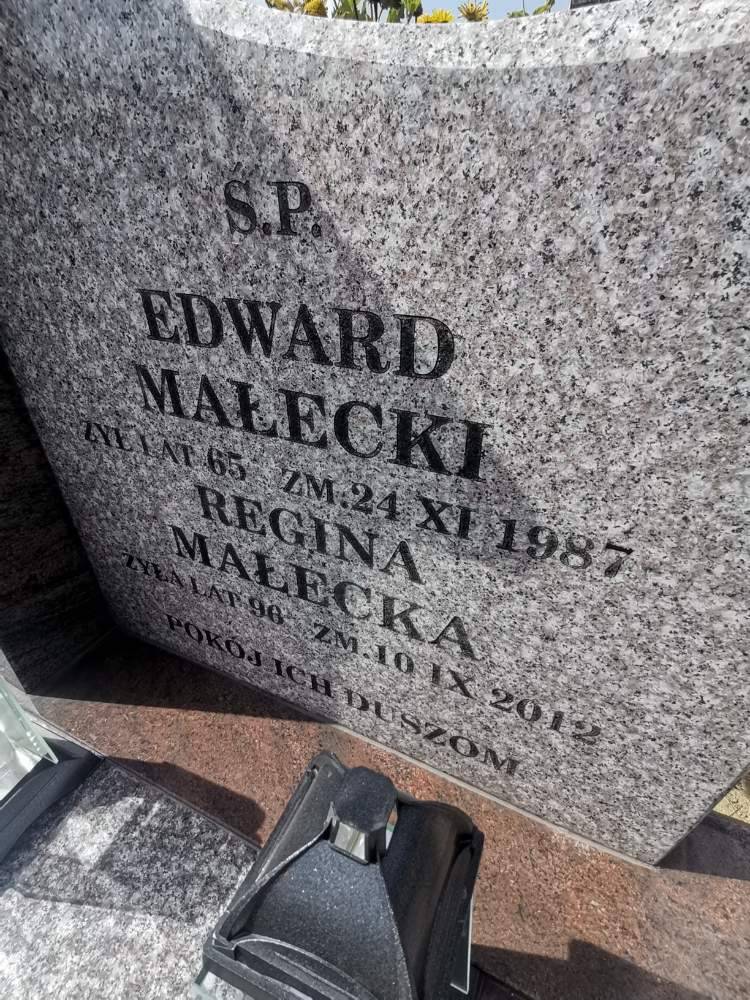 Ś.P.
EDWARD
MAŁECKI
ŻYŁ LAT 65 ZM.24 XI 1987
REGINA
MAŁECKA
ŻYŁA LAT 96 ZM.10 IX 2012
POKÓJ ICH DUSZOM